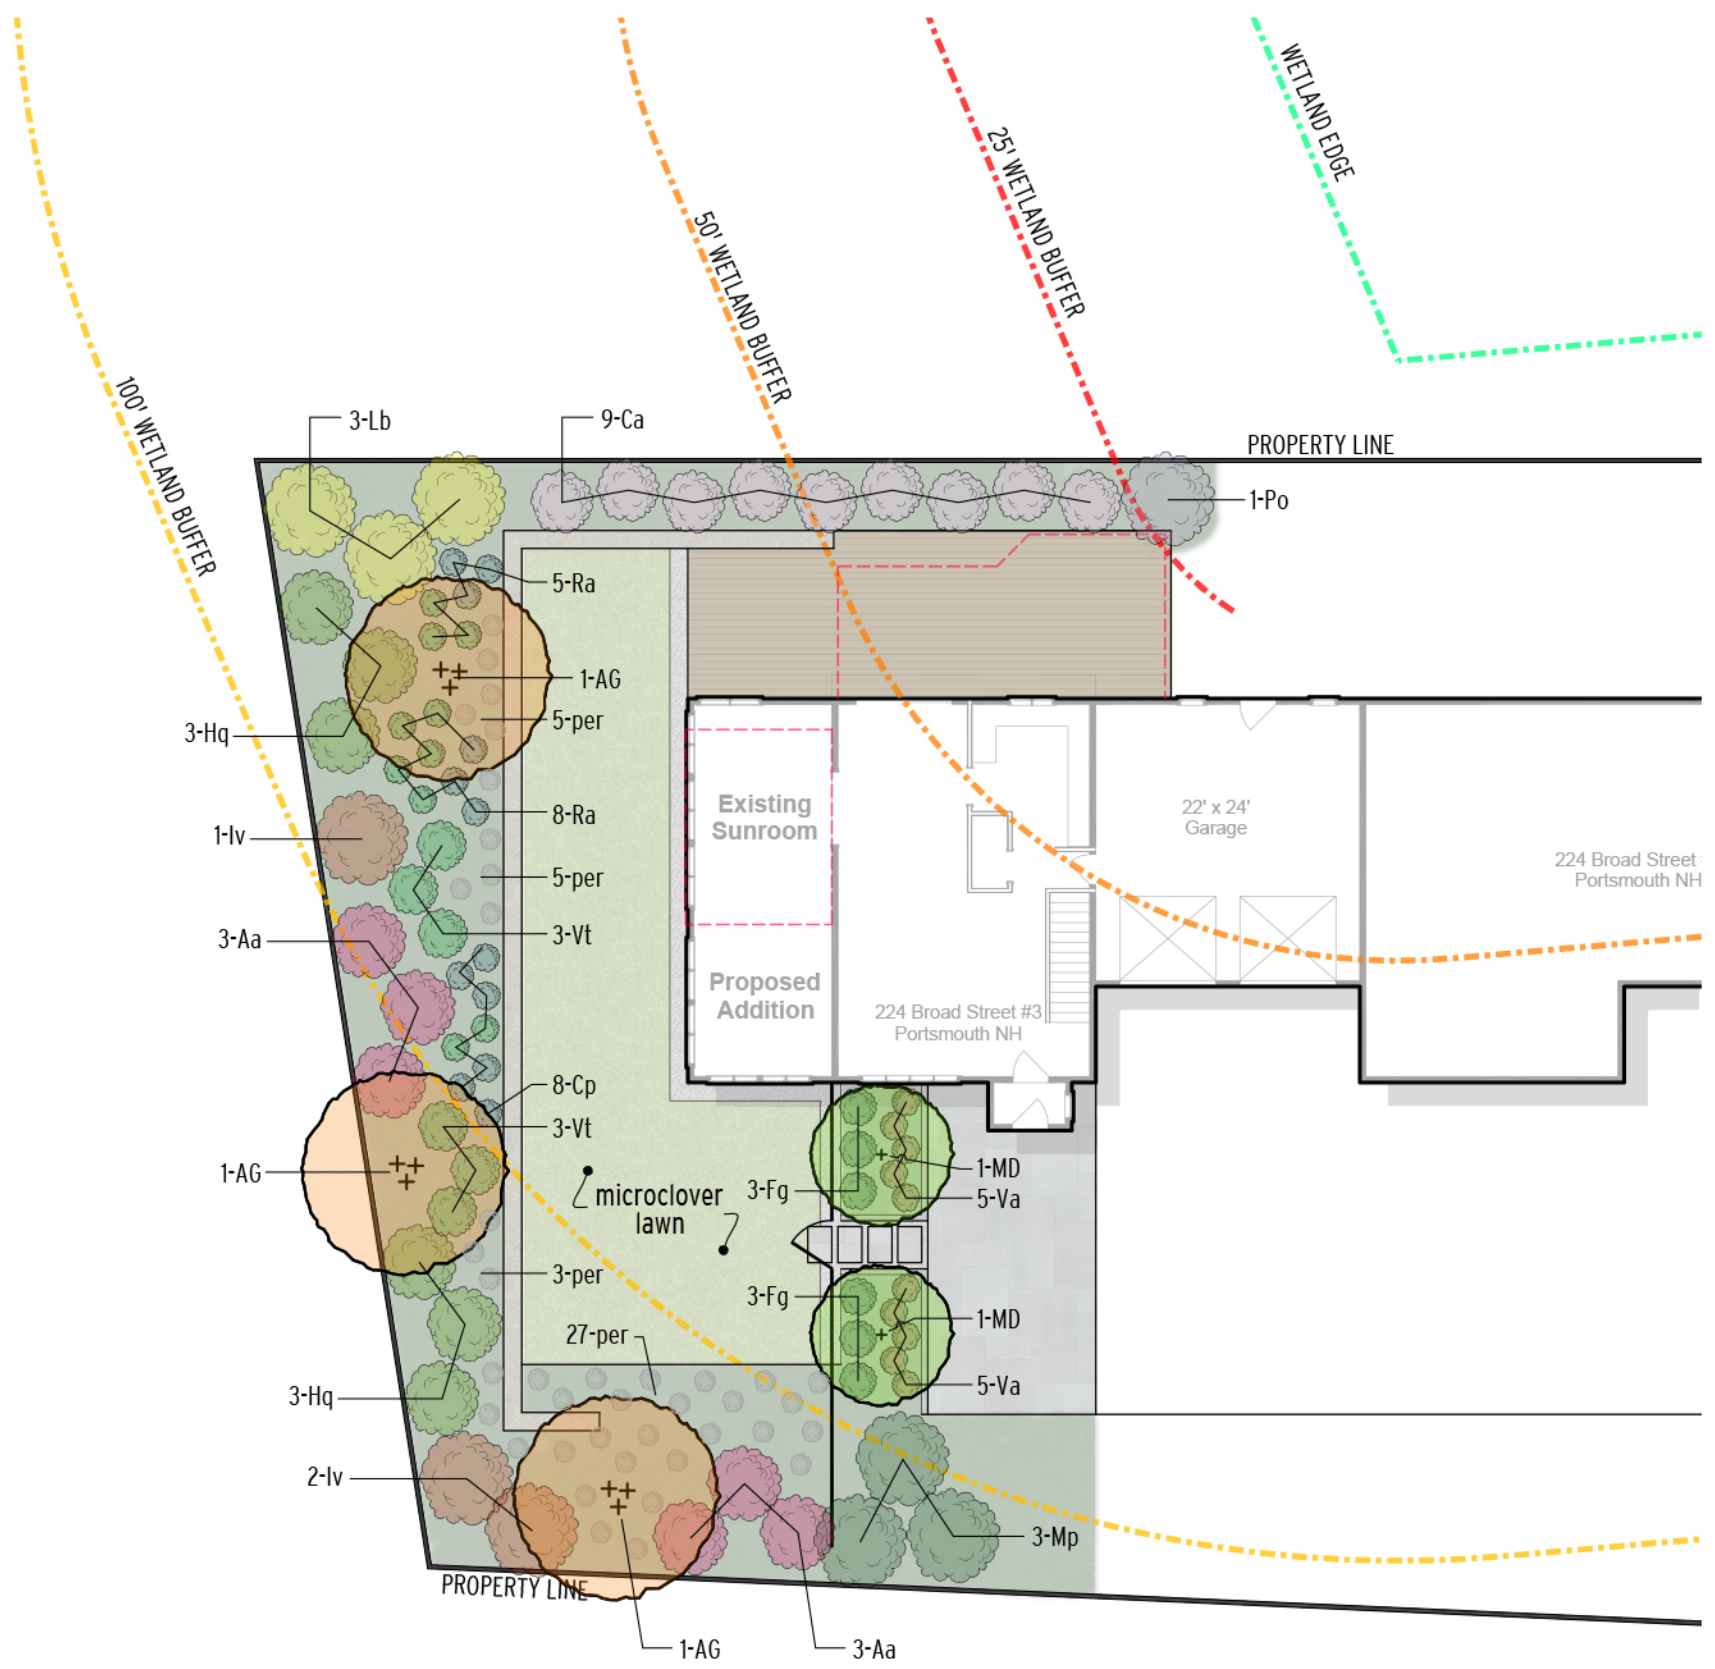 WETLAND EDGE
25' WETLAND BUFFER
50' WETLAND BUFFER
100' WETLAND BUFFER
3-Lb
9-Ca
PROPERTY LINE
1-Po
5-Ra
1-AG
5-per
3-Hq
8-Ra
1-Iv
5-per
3-Vt
3-Aa
Existing
Sunroom
22' x 24'
Garage
224 Broad Street
Portsmouth NH
Proposed
Addition
224 Broad Street #3
Portsmouth NH
8-Cp
3-Vt
1-AG
microclover
lawn
3-Fg
1-MD
5-Va
3-per
3-Fg
1-MD
27-per
5-Va
3-Hq
2-Iv
3-Mp
PROPERTY LINE
1-AG
3-Aa